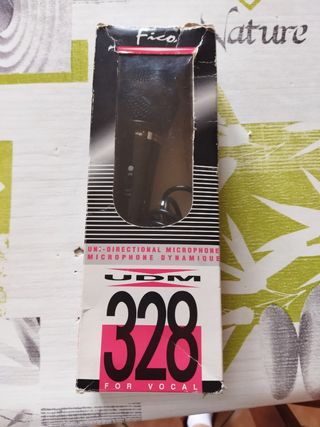 Fico
Nature
UNI-DIRECTIONAL MICROPHONE
MICROPHONE DYNAMIQUE
UDM
328
FOR VOCAL